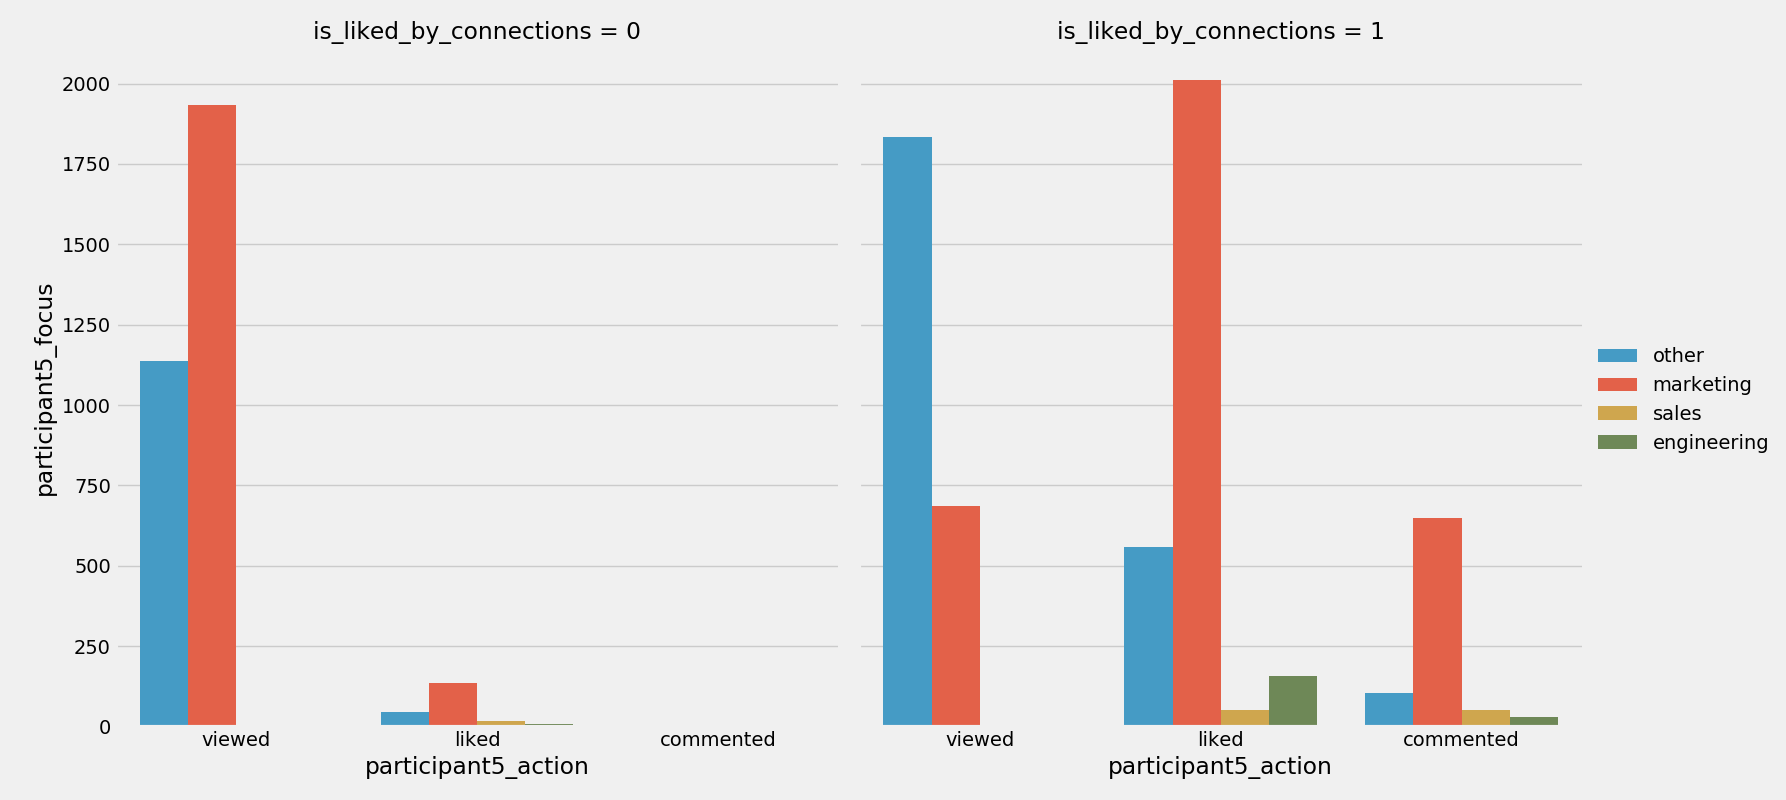 is_liked_by_connections = 0
is_liked_by_connections = 1
participant5_focus
2000
1750
1500
1250
1000
750
500
250
0
viewed
liked
commented
participant5_action
viewed
liked
commented
participant5_action
other
marketing
sales
engineering